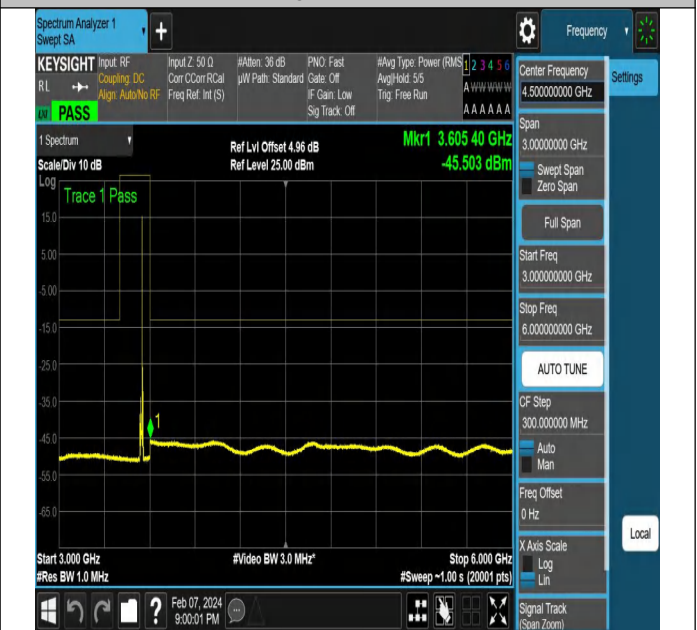 Spectrum Analyzer 1
Swept SA
+
Frequency
KEYSIGHT
RL
PASS
Input: RF
Coupling: DC
Align: Auto/No RF
Input Z: 50 Ω
Corr CCorr RCal
Freq Ref: Int (S)
#Atten: 36 dB
µW Path: Standard
PNO: Fast
Gate: Off
IF Gain: Low
Sig Track: Off
#Avg Type: Power (RMS)
Avg|Hold: 5/5
Trig: Free Run
1 2 3 4 5 6
A W W W W W
A A A A A A
1 Spectrum
Scale/Div 10 dB
Log
Ref Lvl Offset 4.96 dB
Ref Level 25.00 dBm
Mkr1 3.605 40 GHz
-45.503 dBm
Trace 1 Pass
15.0
5.00
-5.00
-15.0
-25.0
-35.0
-45.0
-55.0
-65.0
1
Start 3.000 GHz
#Res BW 1.0 MHz
#Video BW 3.0 MHz*
Stop 6.000 GHz
#Sweep ~1.00 s (20001 pts)
Feb 07, 2024
9:00:01 PM
Center Frequency
4.500000000 GHz
Settings
Span
3.00000000 GHz
Swept Span
Zero Span
Full Span
Start Freq
3.000000000 GHz
Stop Freq
6.000000000 GHz
AUTO TUNE
CF Step
300.000000 MHz
Auto
Man
Freq Offset
0 Hz
X Axis Scale
Log
Lin
Local
Signal Track
(Span Zoom)